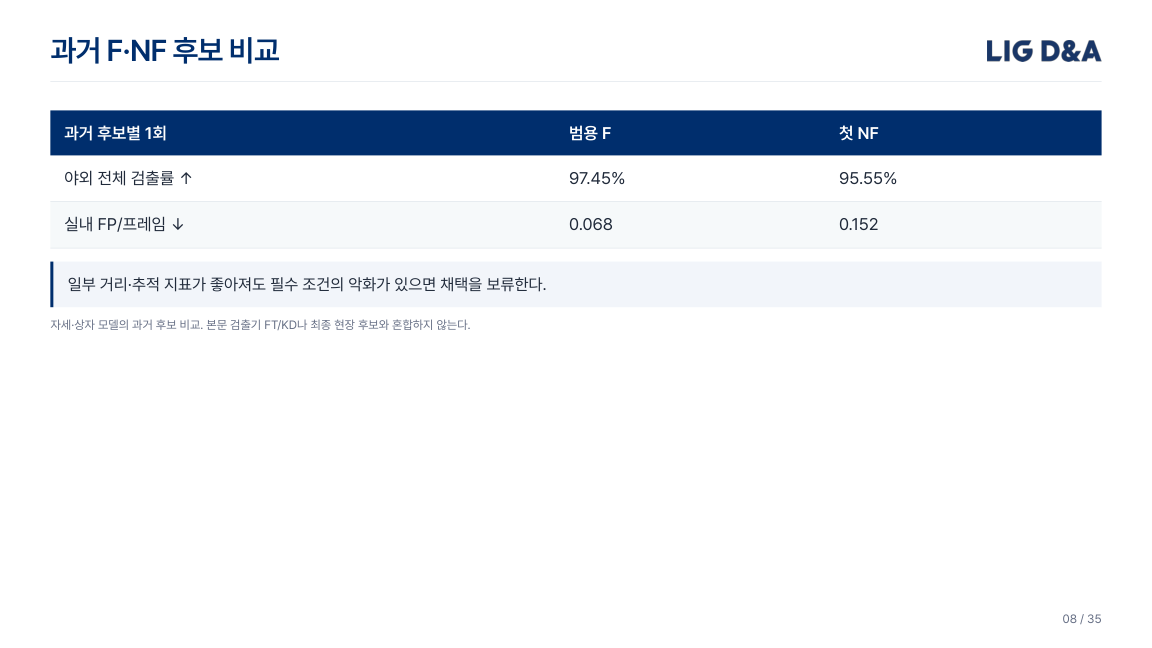 과거 F·NF 후보 비교
LIG D&A
과거 후보별 1회 범용 F 첫 NF
야외 전체 검출률 ↑ 97.45% 95.55%
실내 FP/프레임 ↓ 0.068 0.152
일부 거리·추적 지표가 좋아져도 필수 조건의 악화가 있으면 채택을 보류한다.
자세·상자 모델의 과거 후보 비교. 본문 검출기 FT/KD나 최종 현장 후보와 혼합하지 않는다.
08 / 35